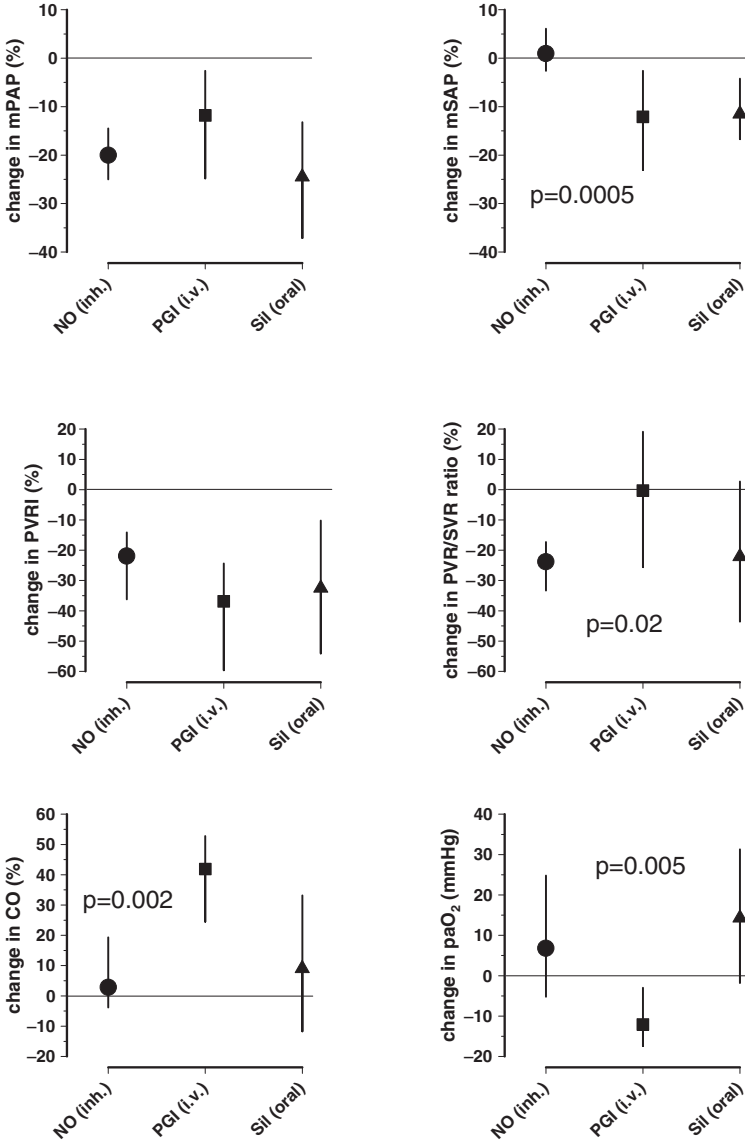 change in mPAP (%)
10
0
−10
−20
−30
−40
NO (inh.)
PGI (i.v.)
Sil (oral)
change in mSAP (%)
10
0
−10
−20
−30
−40
p=0.0005
NO (inh.)
PGI (i.v.)
Sil (oral)
change in PVRI (%)
20
10
0
−10
−20
−30
−40
−50
−60
NO (inh.)
PGI (i.v.)
Sil (oral)
change in PVR/SVR ratio (%)
20
10
0
−10
−20
−30
−40
−50
−60
p=0.02
NO (inh.)
PGI (i.v.)
Sil (oral)
change in CO (%)
60
50
40
30
20
10
0
−10
−20
p=0.002
NO (inh.)
PGI (i.v.)
Sil (oral)
change in paO₂ (mmHg)
40
30
20
10
0
−10
−20
p=0.005
NO (inh.)
PGI (i.v.)
Sil (oral)